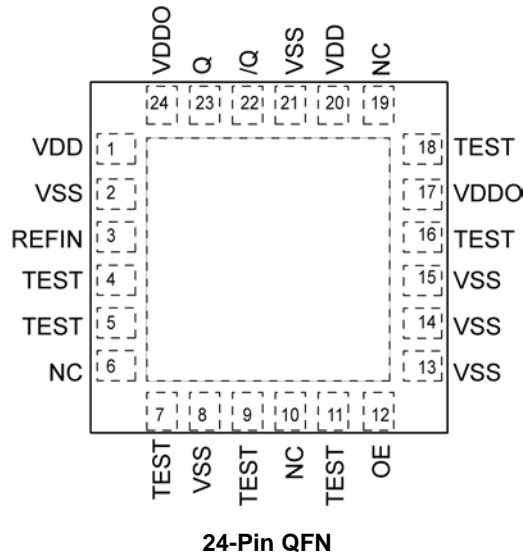 VDDO Q /Q VSS VDD NC
24 23 22 21 20 19
VDD 1 18 TEST
VSS 2 17 VDDO
REFIN 3 16 TEST
TEST 4 15 VSS
TEST 5 14 VSS
NC 6 13 VSS
7 8 9 10 11 12
TEST VSS TEST NC TEST OE
24-Pin QFN